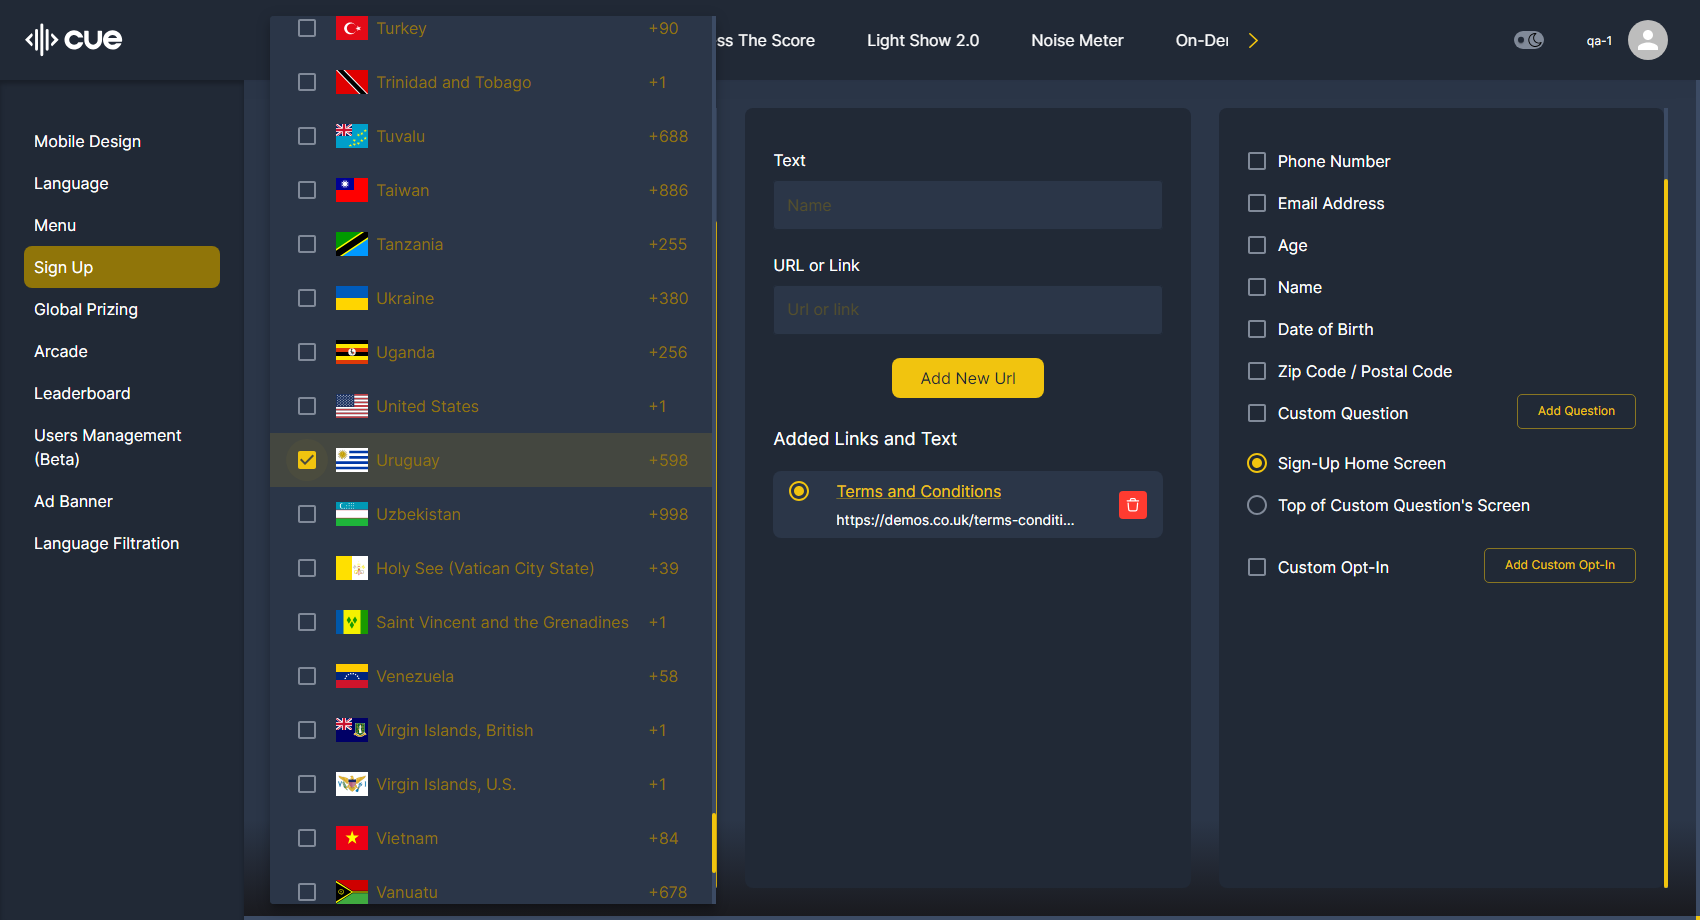 cue
ss The Score
Light Show 2.0
Noise Meter
On-De
qa-1
Mobile Design
Language
Menu
Sign Up
Global Prizing
Arcade
Leaderboard
Users Management
(Beta)
Ad Banner
Language Filtration
Turkey +90
Trinidad and Tobago +1
Tuvalu +688
Taiwan +886
Tanzania +255
Ukraine +380
Uganda +256
United States +1
Uruguay +598
Uzbekistan +998
Holy See (Vatican City State) +39
Saint Vincent and the Grenadines +1
Venezuela +58
Virgin Islands, British +1
Virgin Islands, U.S. +1
Vietnam +84
Vanuatu +678
Text
Name
URL or Link
Url or link
Add New Url
Added Links and Text
Terms and Conditions
https://demos.co.uk/terms-conditi...
Phone Number
Email Address
Age
Name
Date of Birth
Zip Code / Postal Code
Custom Question
Add Question
Sign-Up Home Screen
Top of Custom Question's Screen
Custom Opt-In
Add Custom Opt-In